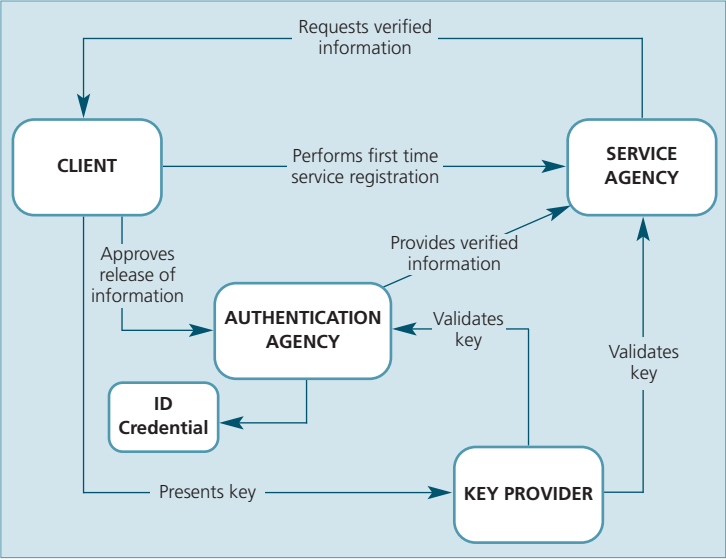 Requests verified
information
CLIENT
Performs first time
service registration
SERVICE
AGENCY
Approves
release of
information
Provides verified
information
AUTHENTICATION
AGENCY
Validates
key
Validates
key
ID
Credential
Presents key
KEY PROVIDER